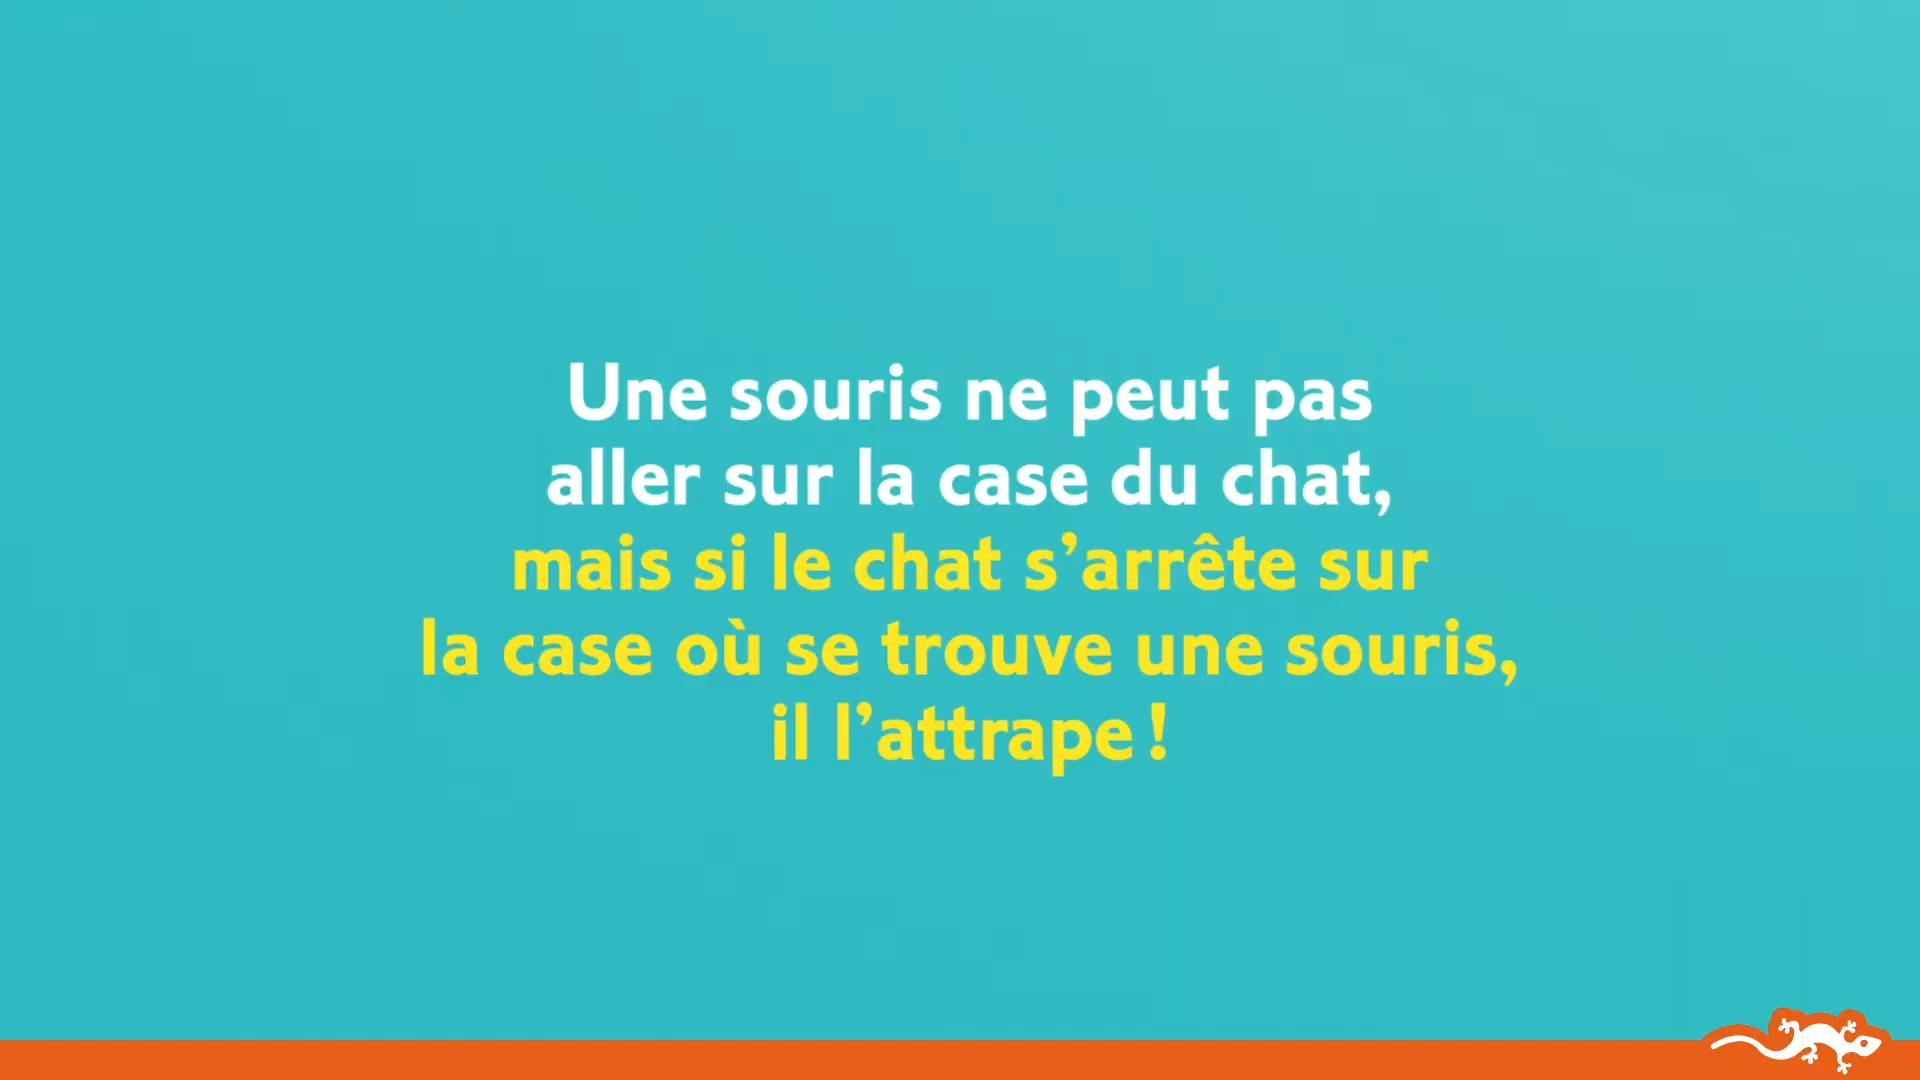 Une souris ne peut pas
aller sur la case du chat,
mais si le chat s’arrête sur
la case où se trouve une souris,
il l’attrape !